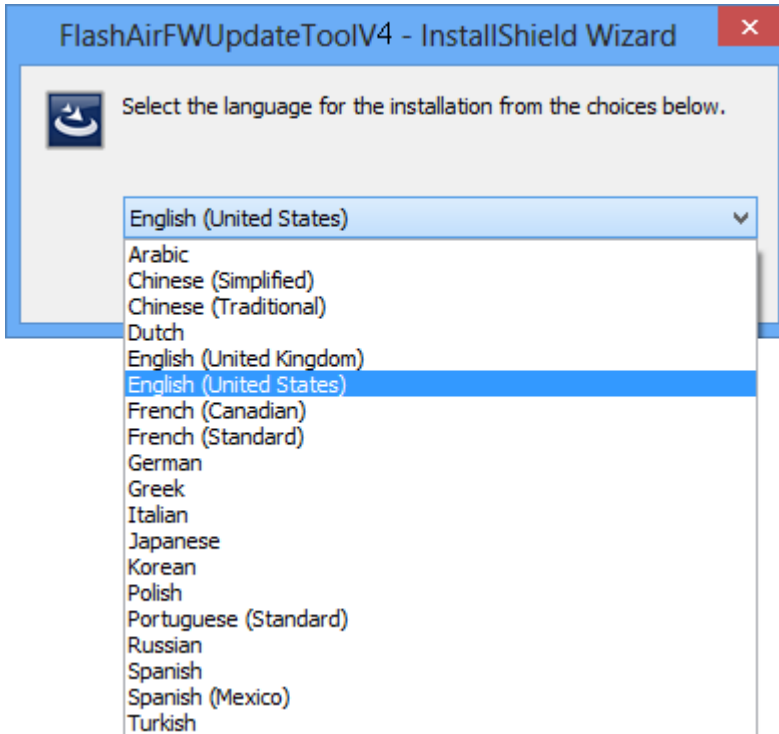 FlashAirFWUpdateToolV4 - InstallShield Wizard
Select the language for the installation from the choices below.
English (United States)
Arabic
Chinese (Simplified)
Chinese (Traditional)
Dutch
English (United Kingdom)
English (United States)
French (Canadian)
French (Standard)
German
Greek
Italian
Japanese
Korean
Polish
Portuguese (Standard)
Russian
Spanish
Spanish (Mexico)
Turkish